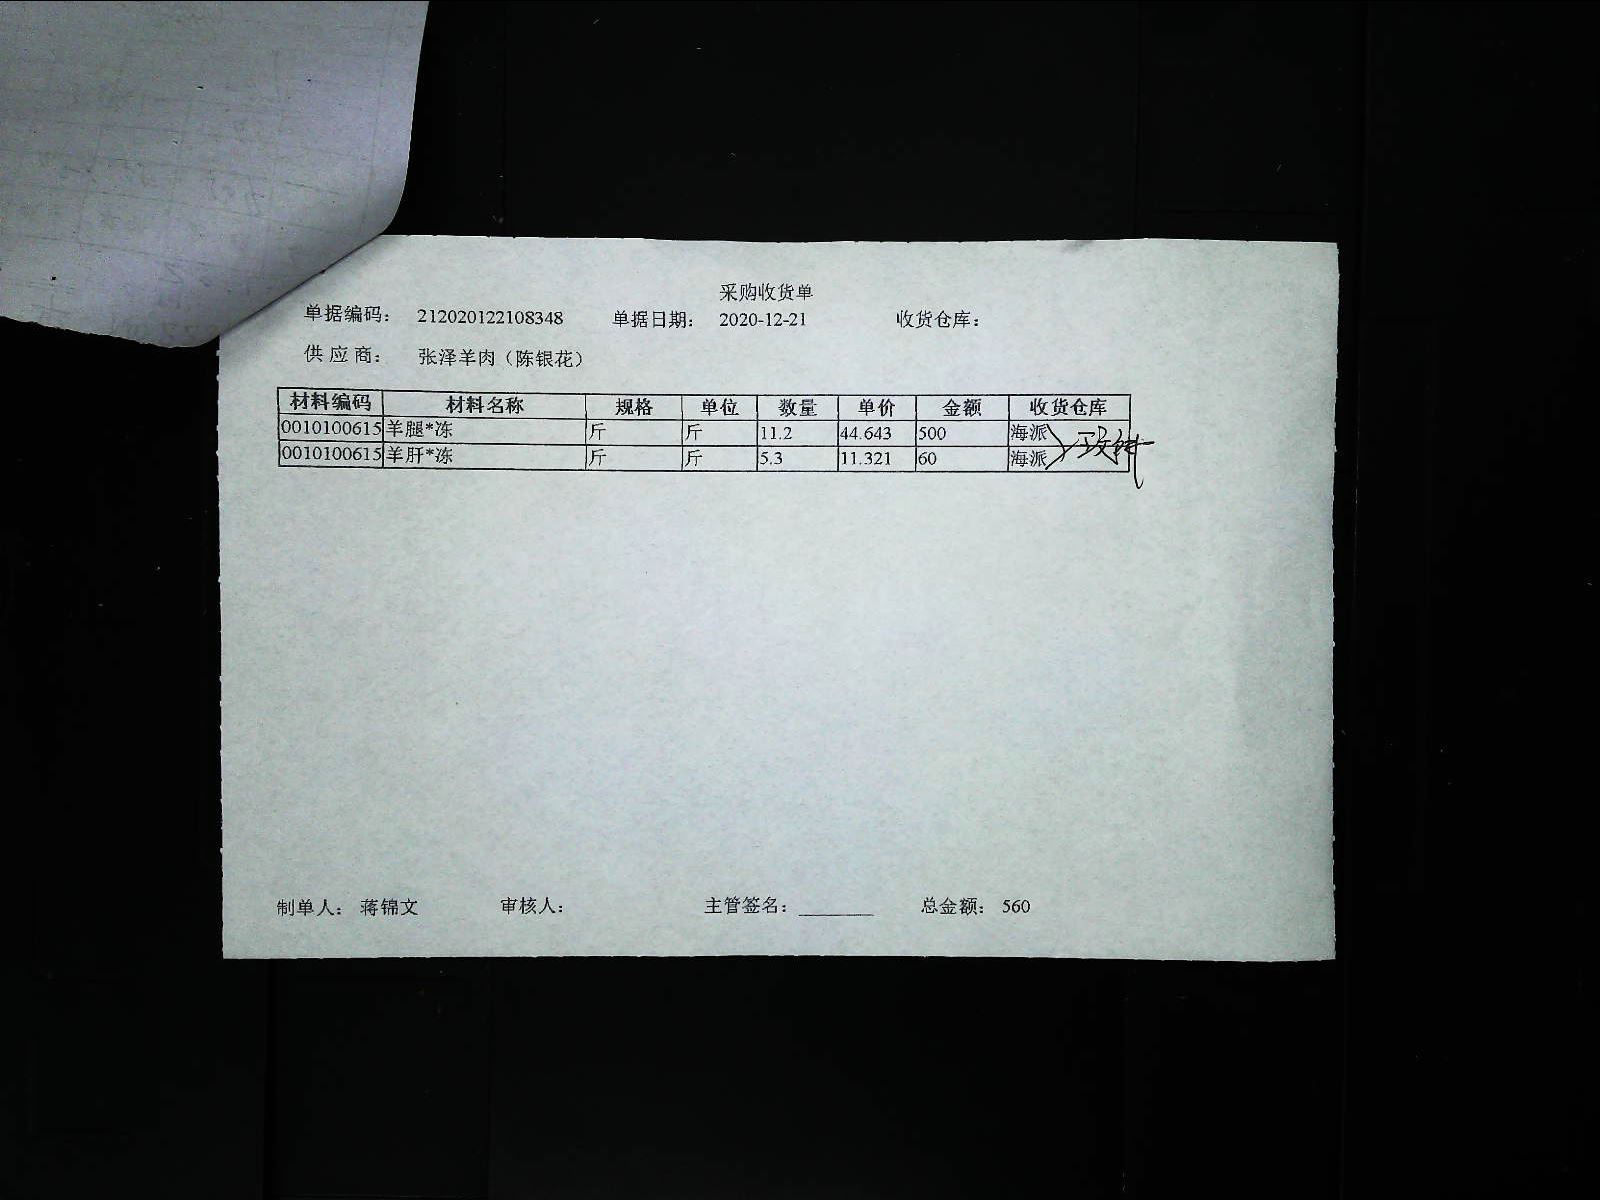 采购收货单
单据编码： 212020122108348 单据日期： 2020-12-21 收货仓库：
供应商： 张泽羊肉（陈银花）
材料编码 材料名称 规格 单位 数量 单价 金额 收货仓库
0010100615 羊腿*冻 斤 斤 11.2 44.643 500 海派
0010100615 羊肝*冻 斤 斤 5.3 11.321 60 海派
制单人： 蒋锦文 审核人： 主管签名： 总金额： 560